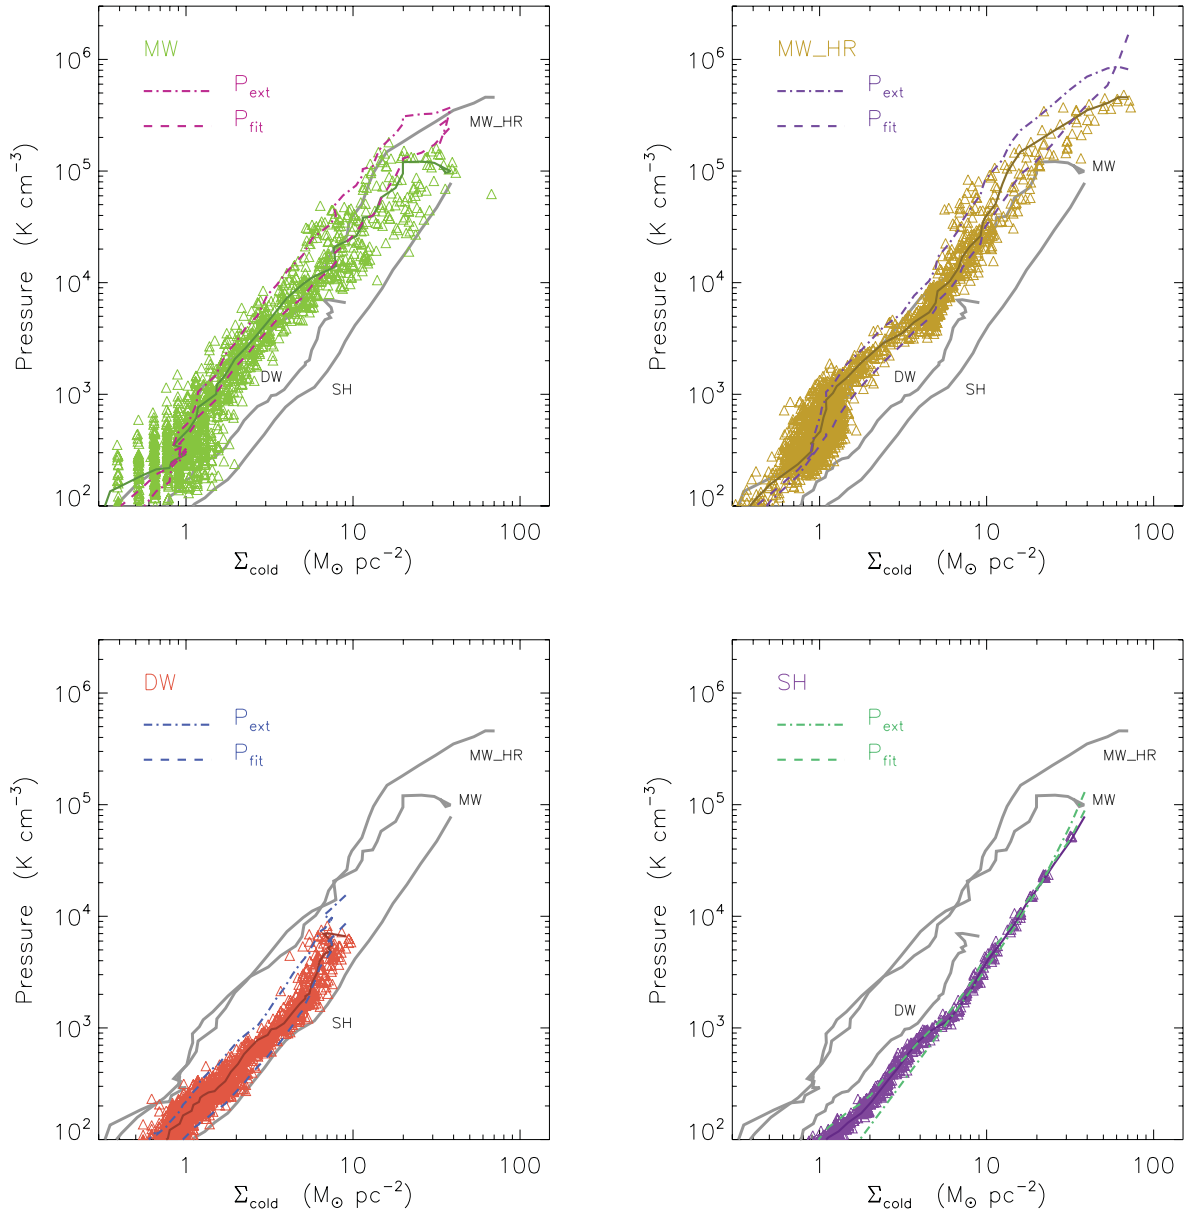 MW
P_ext
P_fit
MW_HR
DW
SH
10^6
10^5
10^4
10^3
10^2
Pressure (K cm^-3)
1 10 100
Σ_cold (M_⊙ pc^-2)
MW_HR
P_ext
P_fit
MW
DW
SH
10^6
10^5
10^4
10^3
10^2
Pressure (K cm^-3)
1 10 100
Σ_cold (M_⊙ pc^-2)
DW
P_ext
P_fit
MW_HR
MW
SH
10^6
10^5
10^4
10^3
10^2
Pressure (K cm^-3)
1 10 100
Σ_cold (M_⊙ pc^-2)
SH
P_ext
P_fit
MW_HR
MW
DW
10^6
10^5
10^4
10^3
10^2
Pressure (K cm^-3)
1 10 100
Σ_cold (M_⊙ pc^-2)